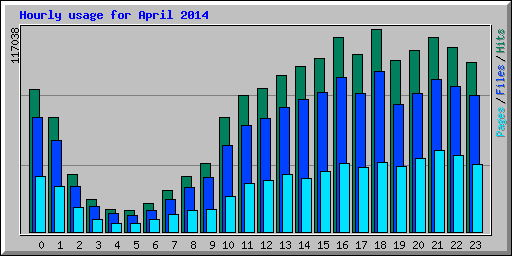 Hourly usage for April 2014
117038
Pages/Files/Hits
0 1 2 3 4 5 6 7 8 9 10 11 12 13 14 15 16 17 18 19 20 21 22 23